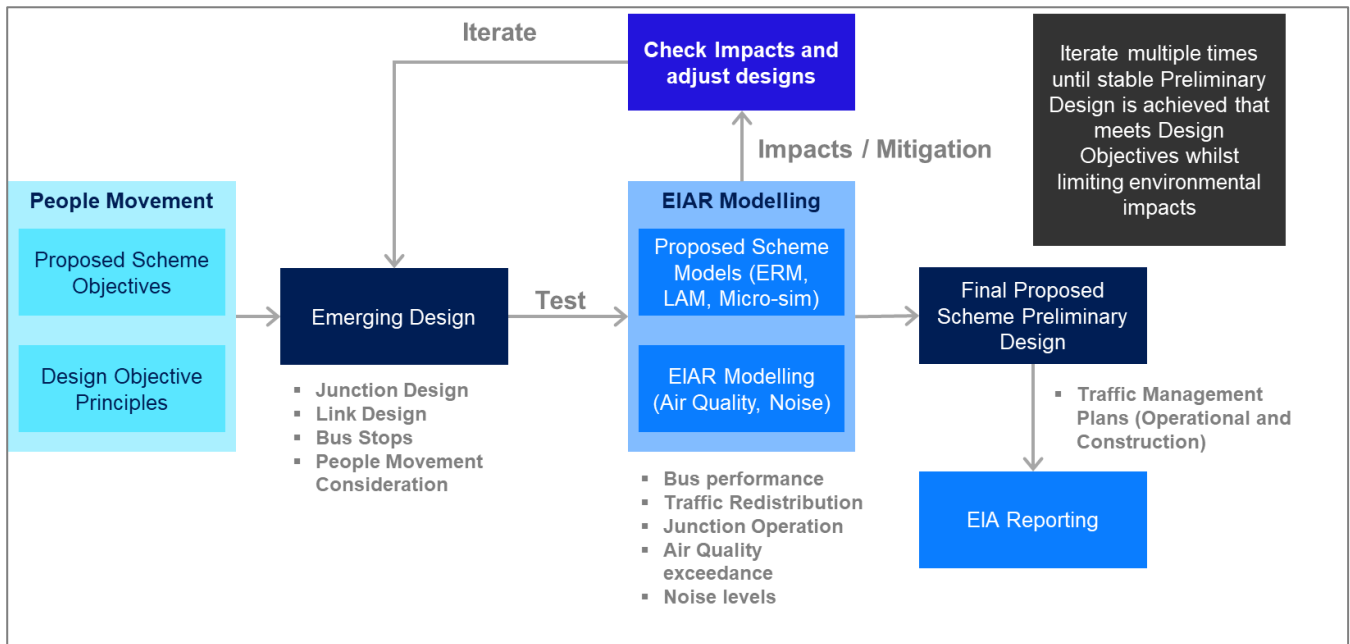 Iterate
Check Impacts and
adjust designs
Iterate multiple times
until stable Preliminary
Design is achieved that
meets Design
Objectives whilst
limiting environmental
impacts
Impacts / Mitigation
People Movement
Proposed Scheme
Objectives
Design Objective
Principles
Emerging Design
▪ Junction Design
▪ Link Design
▪ Bus Stops
▪ People Movement
Consideration
Test
EIAR Modelling
Proposed Scheme
Models (ERM,
LAM, Micro-sim)
EIAR Modelling
(Air Quality, Noise)
▪ Bus performance
▪ Traffic Redistribution
▪ Junction Operation
▪ Air Quality
exceedance
▪ Noise levels
Final Proposed
Scheme Preliminary
Design
▪ Traffic Management
Plans (Operational and
Construction)
EIA Reporting